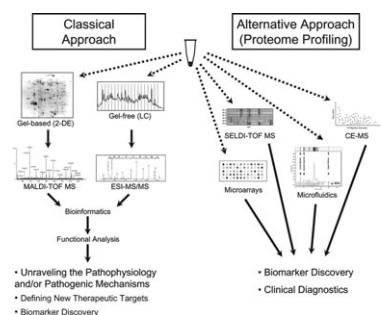 Classical
Approach
Alternative Approach
(Proteome Profiling)
Gel-based (2-DE)
Gel-free (LC)
SELDI-TOF MS
CE-MS
MALDI-TOF MS
ESI-MS/MS
Microarrays
Microfluidics
Bioinformatics
Functional Analysis
• Unraveling the Pathophysiology
and/or Pathogenic Mechanisms
• Defining New Therapeutic Targets
• Biomarker Discovery
• Biomarker Discovery
• Clinical Diagnostics